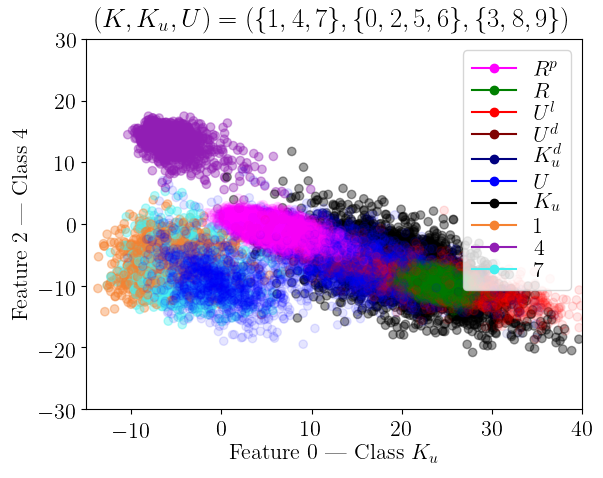 (K, K_u, U) = ({1, 4, 7}, {0, 2, 5, 6}, {3, 8, 9})
30
20
10
0
−10
−20
−30
Feature 2 — Class 4
R^p
R
U^l
U^d
K_u^d
U
K_u
1
4
7
−10 0 10 20 30 40
Feature 0 — Class K_u